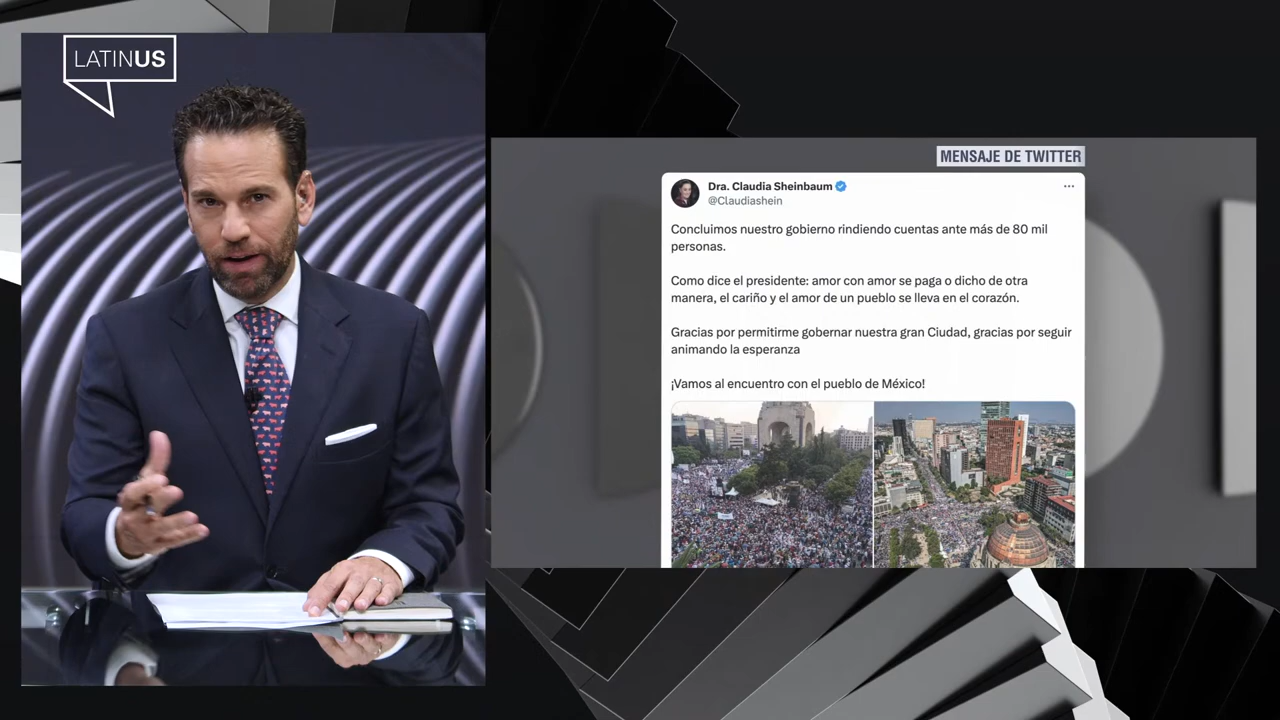 LATINUS
MENSAJE DE TWITTER
Dra. Claudia Sheinbaum
@Claudiashein
Concluimos nuestro gobierno rindiendo cuentas ante más de 80 mil
personas.
Como dice el presidente: amor con amor se paga o dicho de otra
manera, el cariño y el amor de un pueblo se lleva en el corazón.
Gracias por permitirme gobernar nuestra gran Ciudad, gracias por seguir
animando la esperanza
¡Vamos al encuentro con el pueblo de México!